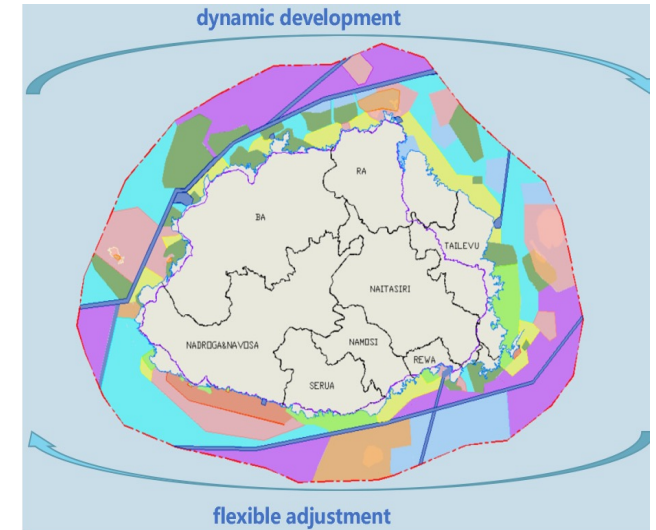 dynamic development
RA
BA
TAILEVU
NAITASIRI
NADROGA&NAVOSA
NAMOSI
REWA
SERUA
flexible adjustment